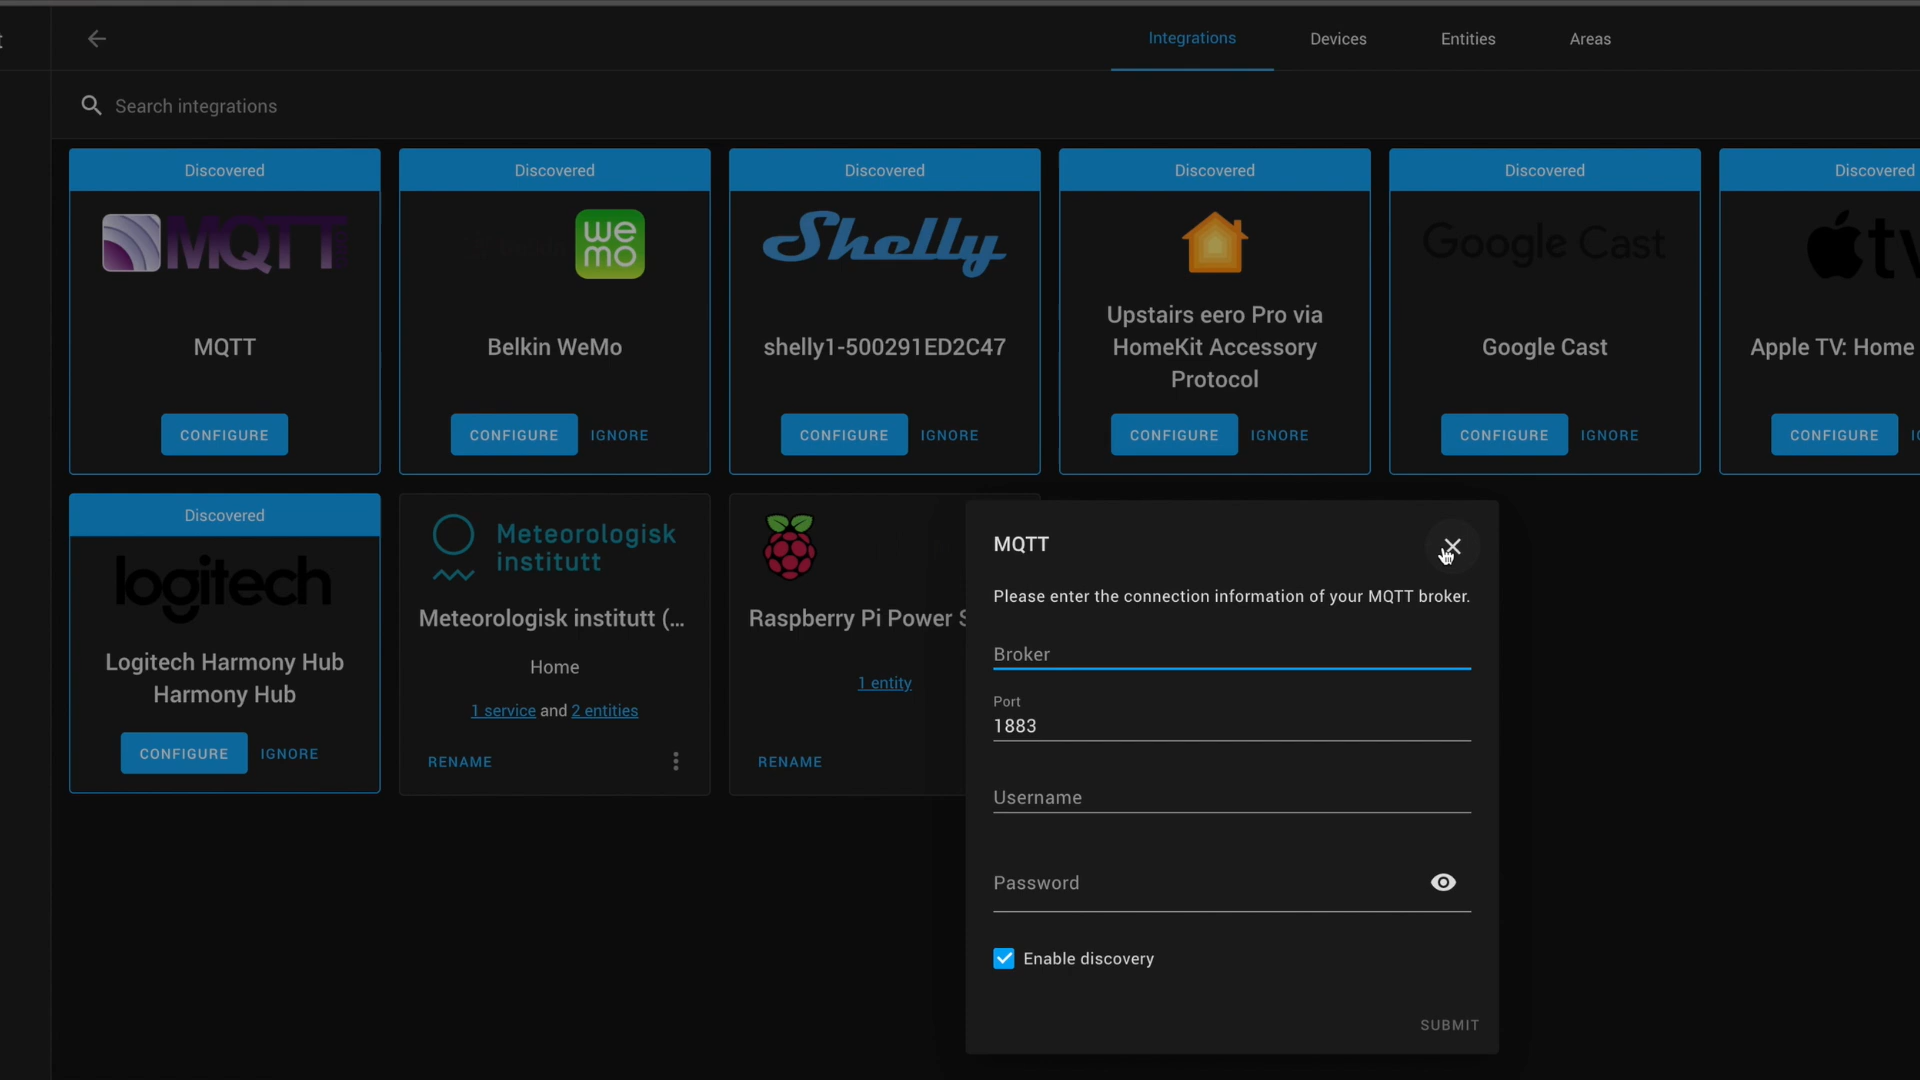 Integrations
Devices
Entities
Areas
Search integrations
Discovered
Discovered
Discovered
Discovered
Discovered
Discovered
MQTT
we
mo
Shelly
Google Cast
tv
MQTT
Belkin WeMo
shelly1-500291ED2C47
Upstairs eero Pro via
HomeKit Accessory
Protocol
Google Cast
Apple TV: Home
CONFIGURE
CONFIGURE
IGNORE
CONFIGURE
IGNORE
CONFIGURE
IGNORE
CONFIGURE
IGNORE
CONFIGURE
Discovered
logitech
Logitech Harmony Hub
Harmony Hub
CONFIGURE
IGNORE
Meteorologisk
institutt
Meteorologisk institutt (...
Home
1 service and 2 entities
RENAME
Raspberry Pi Power
1 entity
RENAME
MQTT
Please enter the connection information of your MQTT broker.
Broker
Port
1883
Username
Password
Enable discovery
SUBMIT